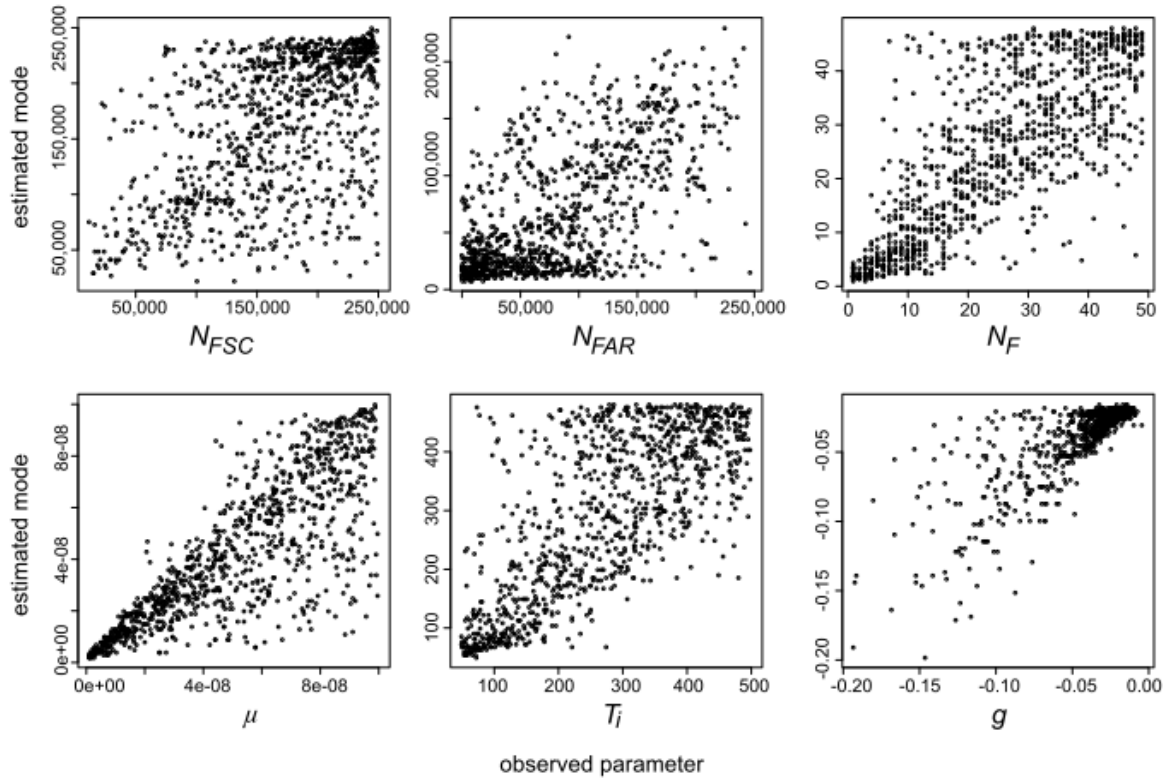 estimated mode
250,000
150,000
50,000
50,000 150,000 250,000
N_FSC
200,000
100,000
0
50,000 150,000 250,000
N_FAR
40
30
20
10
0
0 10 20 30 40 50
N_F
estimated mode
8e-08
4e-08
0e+00
0e+00 4e-08 8e-08
μ
400
300
200
100
100 200 300 400 500
T_i
-0.05
-0.10
-0.15
-0.20
-0.20 -0.15 -0.10 -0.05 0.00
g
observed parameter